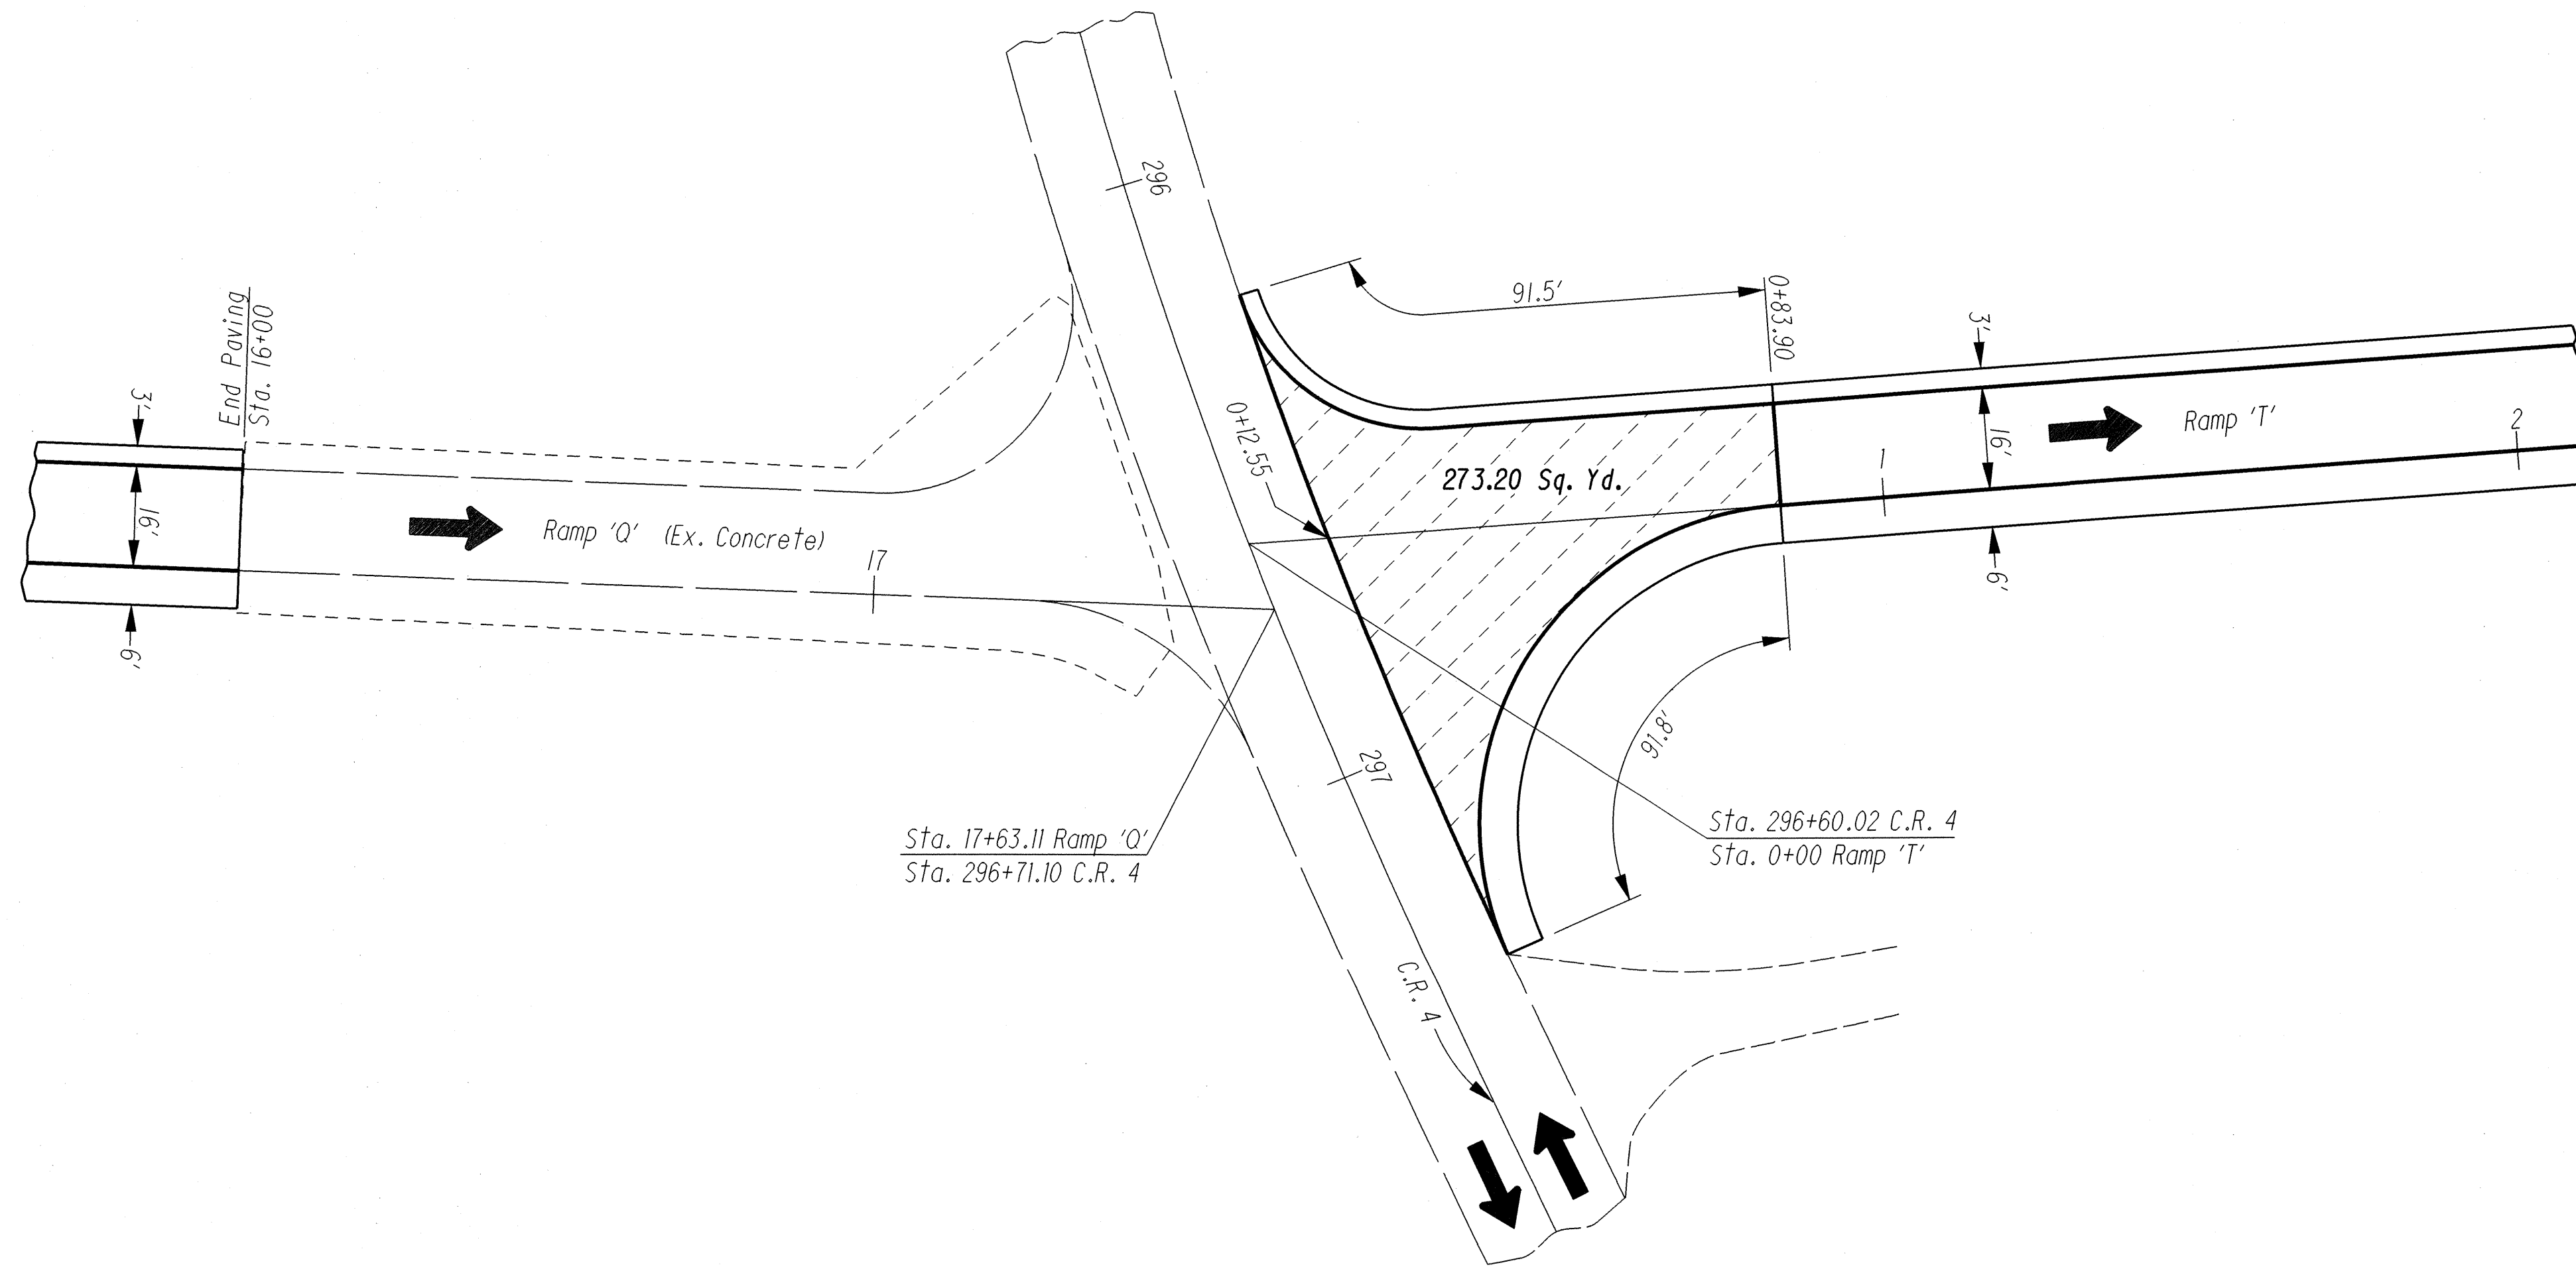 296
91.5'
0+83.90
3'
16'
6'
Ramp 'T'
1
2
End Paving
Sta. 16+00
3'
16'
6'
Ramp 'Q' (Ex. Concrete)
17
0+12.55
273.20 Sq. Yd.
91.8'
297
Sta. 17+63.11 Ramp 'Q'
Sta. 296+71.10 C.R. 4
Sta. 296+60.02 C.R. 4
Sta. 0+00 Ramp 'T'
C.R. 4